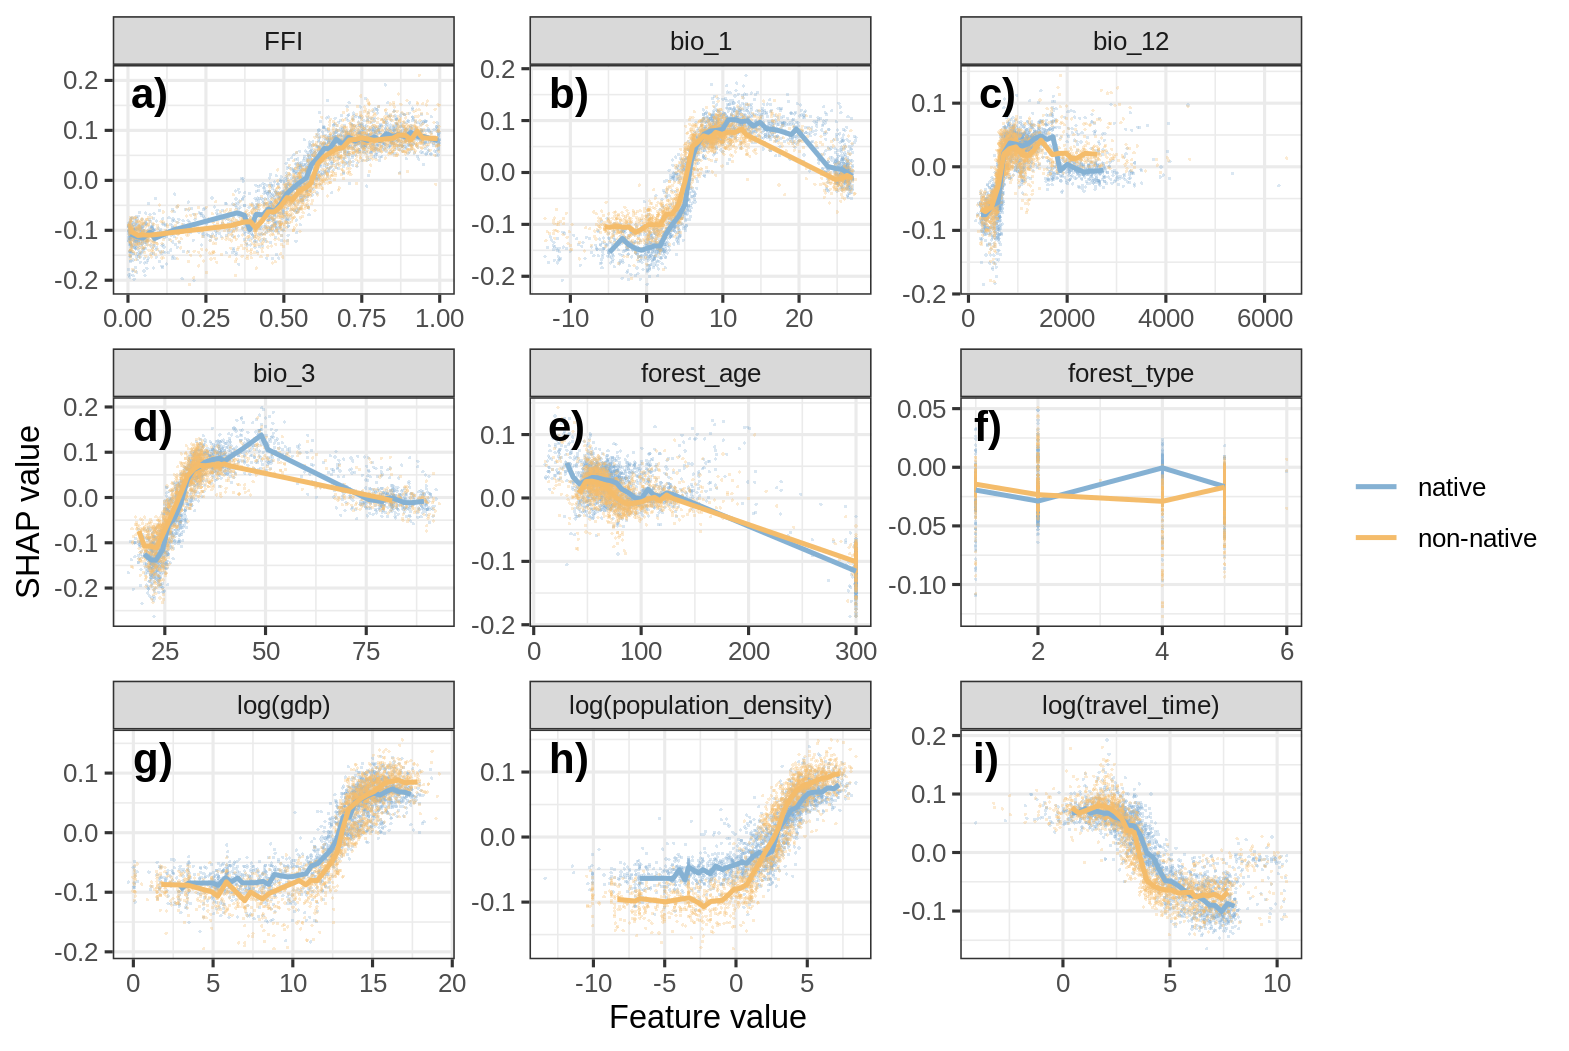 FFI
bio_1
bio_12
a)
b)
c)
0.2
0.1
0.0
-0.1
-0.2
0.2
0.1
0.0
-0.1
-0.2
0.1
0.0
-0.1
-0.2
0.00 0.25 0.50 0.75 1.00
-10 0 10 20
0 2000 4000 6000
bio_3
forest_age
forest_type
d)
e)
f)
0.2
0.1
0.0
-0.1
-0.2
0.1
0.0
-0.1
-0.2
0.05
0.00
-0.05
-0.10
25 50 75
0 100 200 300
2 4 6
log(gdp)
log(population_density)
log(travel_time)
g)
h)
i)
0.1
0.0
-0.1
-0.2
0.1
0.0
-0.1
0.2
0.1
0.0
-0.1
0 5 10 15 20
-10 -5 0 5
0 5 10
SHAP value
Feature value
native
non-native